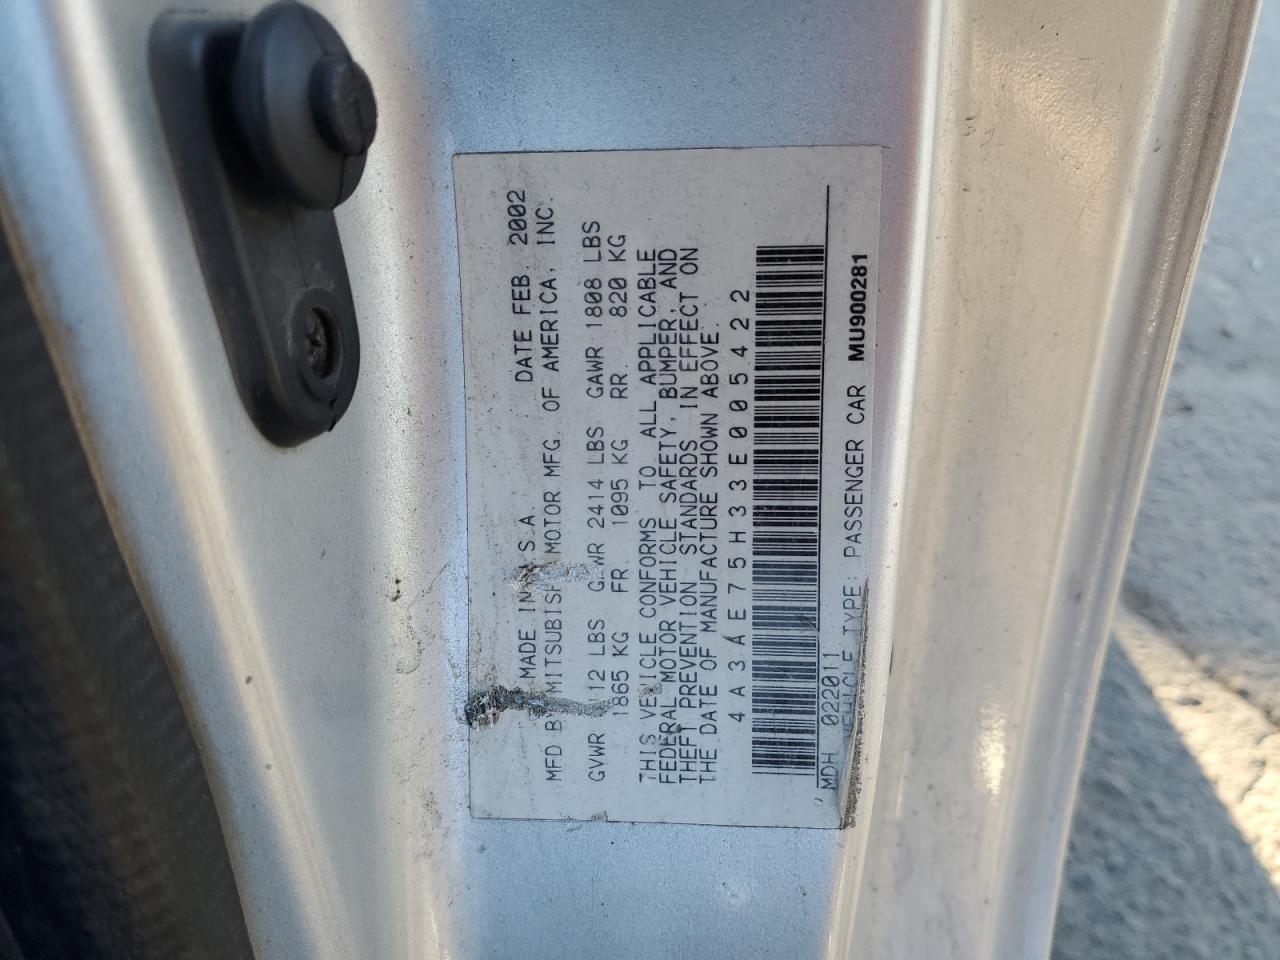 MADE IN U.S.A. DATE FEB. 2002
MFD BY MITSUBISHI MOTOR MFG. OF AMERICA, INC.
GVWR LBS GAWR 2414 LBS GAWR 1808 LBS
1865 KG FR 1095 KG RR. 820 KG
THIS VEHICLE CONFORMS TO ALL APPLICABLE
FEDERAL MOTOR VEHICLE SAFETY, BUMPER, AND
THEFT PREVENTION STANDARDS IN EFFECT ON
THE DATE OF MANUFACTURE SHOWN ABOVE.
4A3AE75H33E005422
MDH 022011
VEHICLE TYPE: PASSENGER CAR MU900281